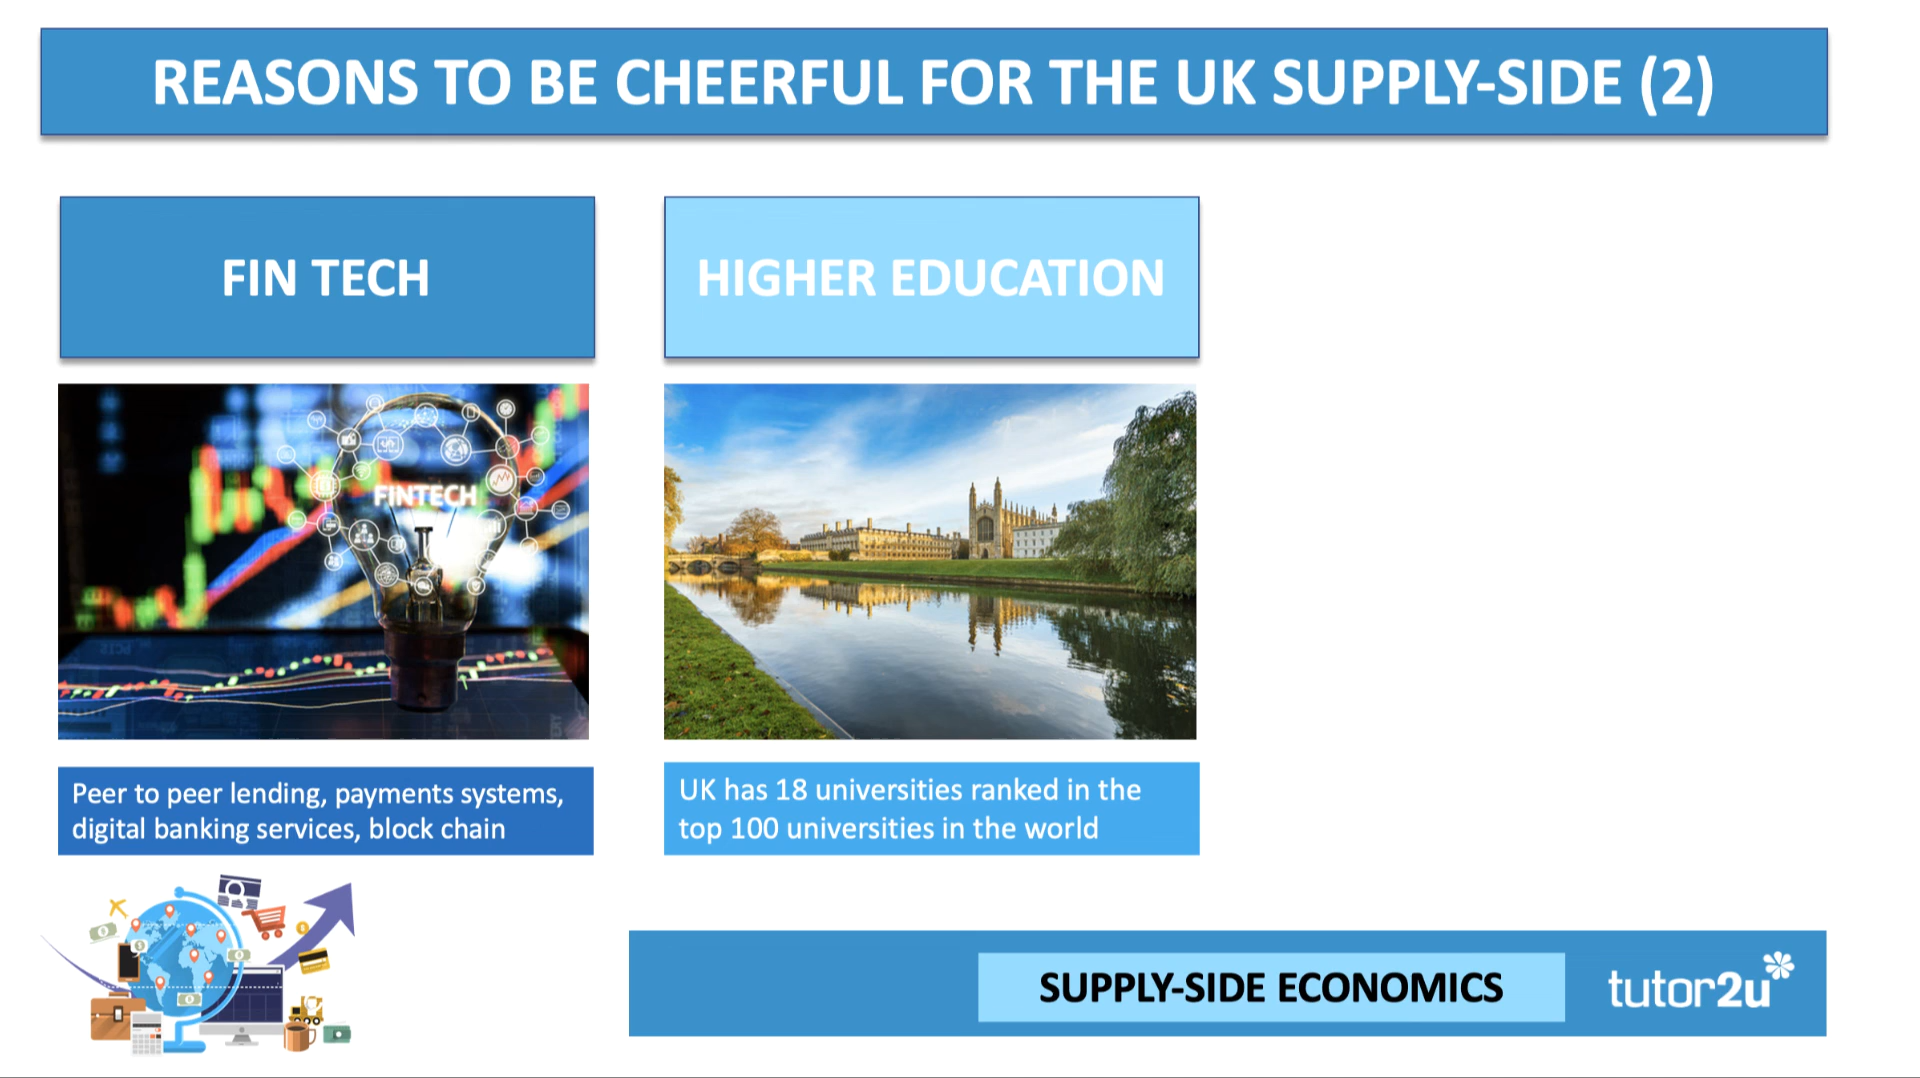 REASONS TO BE CHEERFUL FOR THE UK SUPPLY-SIDE (2)
FIN TECH
HIGHER EDUCATION
FINTECH
Peer to peer lending, payments systems,
digital banking services, block chain
UK has 18 universities ranked in the
top 100 universities in the world
SUPPLY-SIDE ECONOMICS
tutor2u